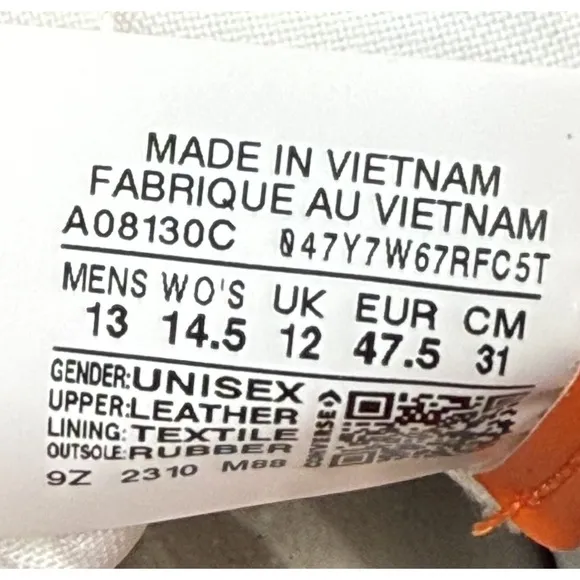 MADE IN VIETNAM
FABRIQUE AU VIETNAM
A08130C 047Y7W67RFC5T
MENS WO'S UK EUR CM
13 14.5 12 47.5 31
GENDER:UNISEX
UPPER:LEATHER
LINING:TEXTILE
OUTSOLE:RUBBER
9Z 2310 M88
CONVERSE